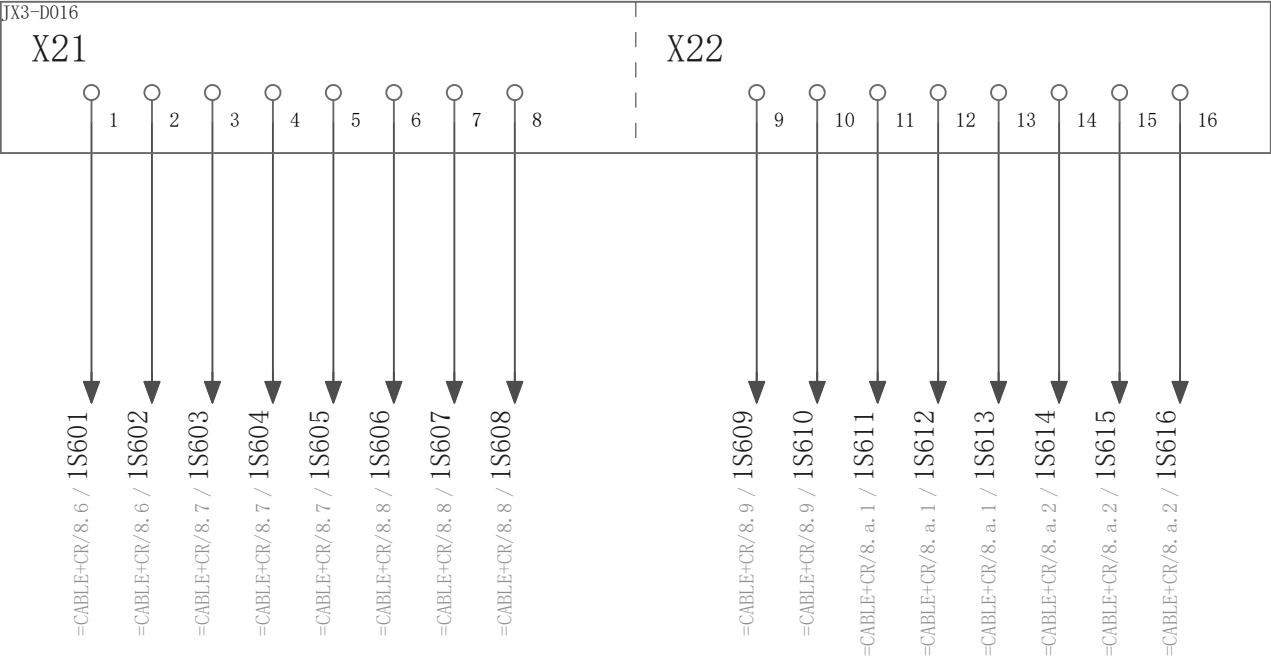 JX3-DO16
X21
X22
1 2 3 4 5 6 7 8
9 10 11 12 13 14 15 16
=CABLE+CR/8.6 / 1S601
=CABLE+CR/8.6 / 1S602
=CABLE+CR/8.7 / 1S603
=CABLE+CR/8.7 / 1S604
=CABLE+CR/8.7 / 1S605
=CABLE+CR/8.8 / 1S606
=CABLE+CR/8.8 / 1S607
=CABLE+CR/8.8 / 1S608
=CABLE+CR/8.9 / 1S609
=CABLE+CR/8.9 / 1S610
=CABLE+CR/8.a.1 / 1S611
=CABLE+CR/8.a.1 / 1S612
=CABLE+CR/8.a.1 / 1S613
=CABLE+CR/8.a.2 / 1S614
=CABLE+CR/8.a.2 / 1S615
=CABLE+CR/8.a.2 / 1S616